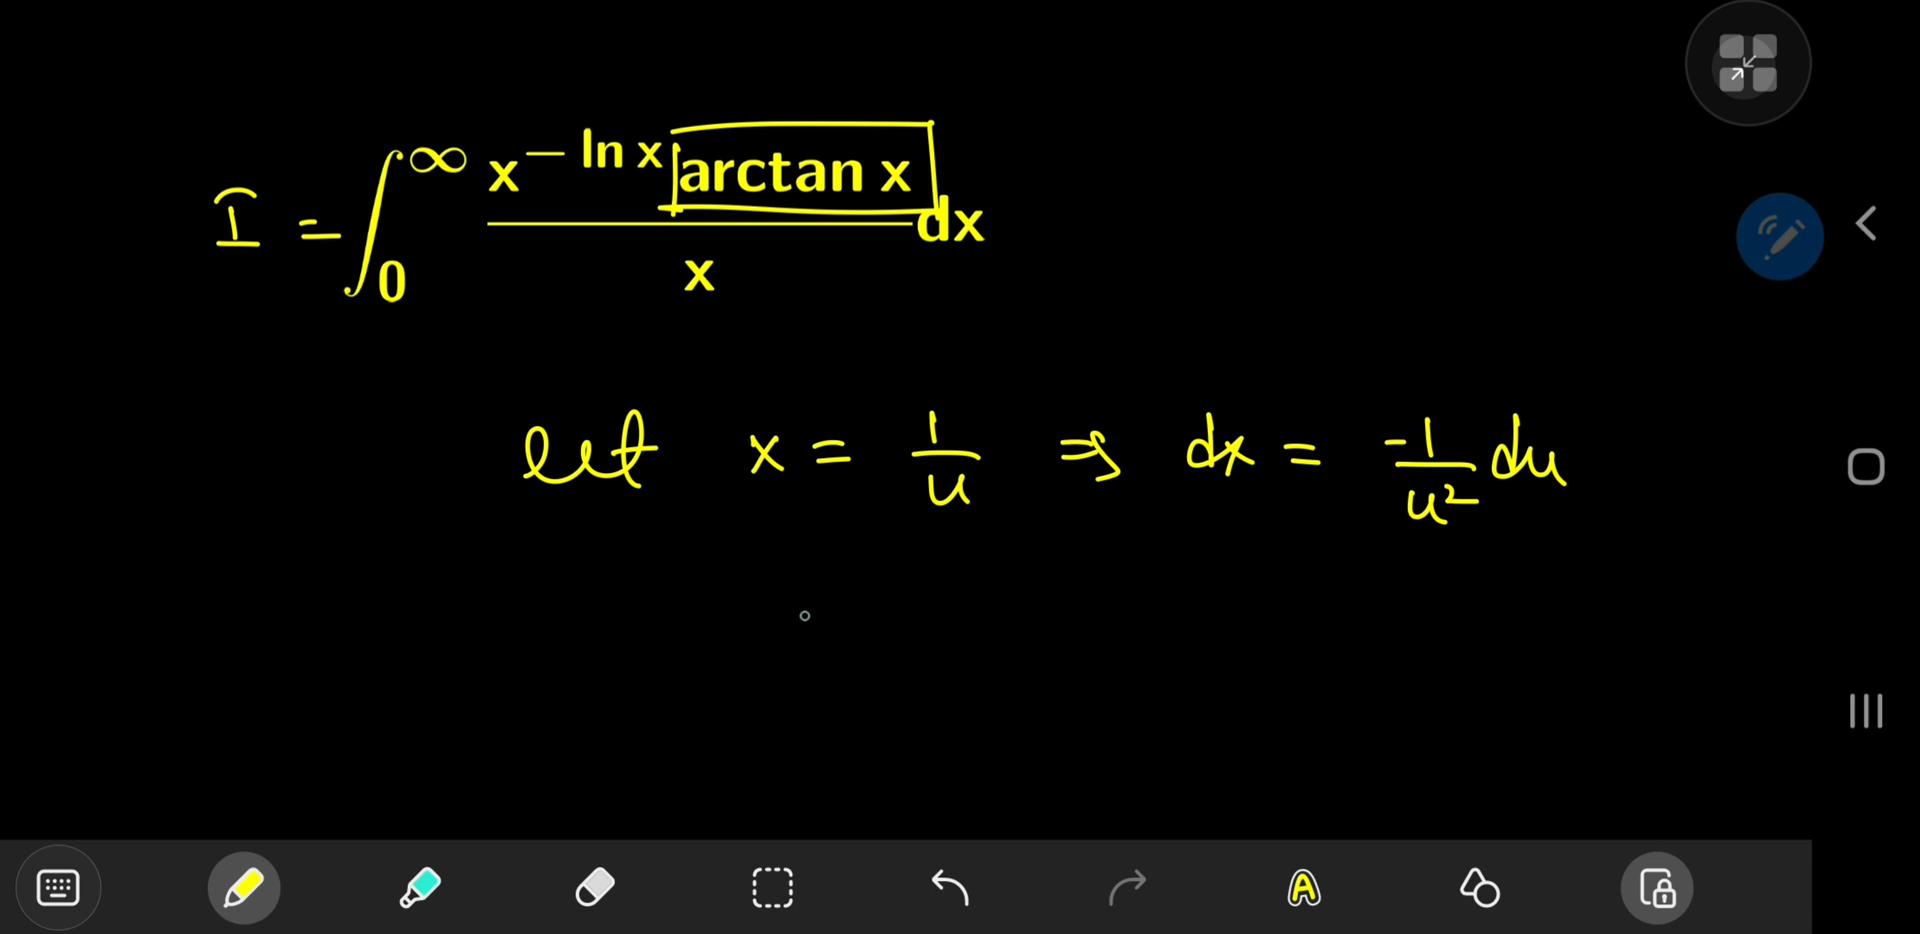 I = ∫₀^∞ x^(− ln x) arctan x / x dx
let x = 1/u ⇒ dx = -1/u² du
A